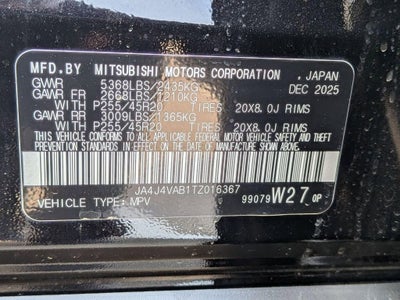 MFD.BY MITSUBISHI MOTORS CORPORATION , JAPAN
GVWR 5368LBS/2435KG DEC 2025
GAWR FR 2668LBS/1210KG
WITH P255/45R20 TIRES, 20X8.0J RIMS
GAWR RR 3009LBS/1365KG
WITH P255/45R20 TIRES, 20X8.0J RIMS
THIS VEHICLE CONFORMS TO ALL APPLICABLE U.S. FEDERAL MOTOR VEHICLE SAFETY, BUMPER, AND THEFT
PREVENTION STANDARDS IN EFFECT ON THE DATE OF MANUFACTURE SHOWN ABOVE.
JA4J4VAB1TZ016367
VEHICLE TYPE: MPV 99079 W27 0P